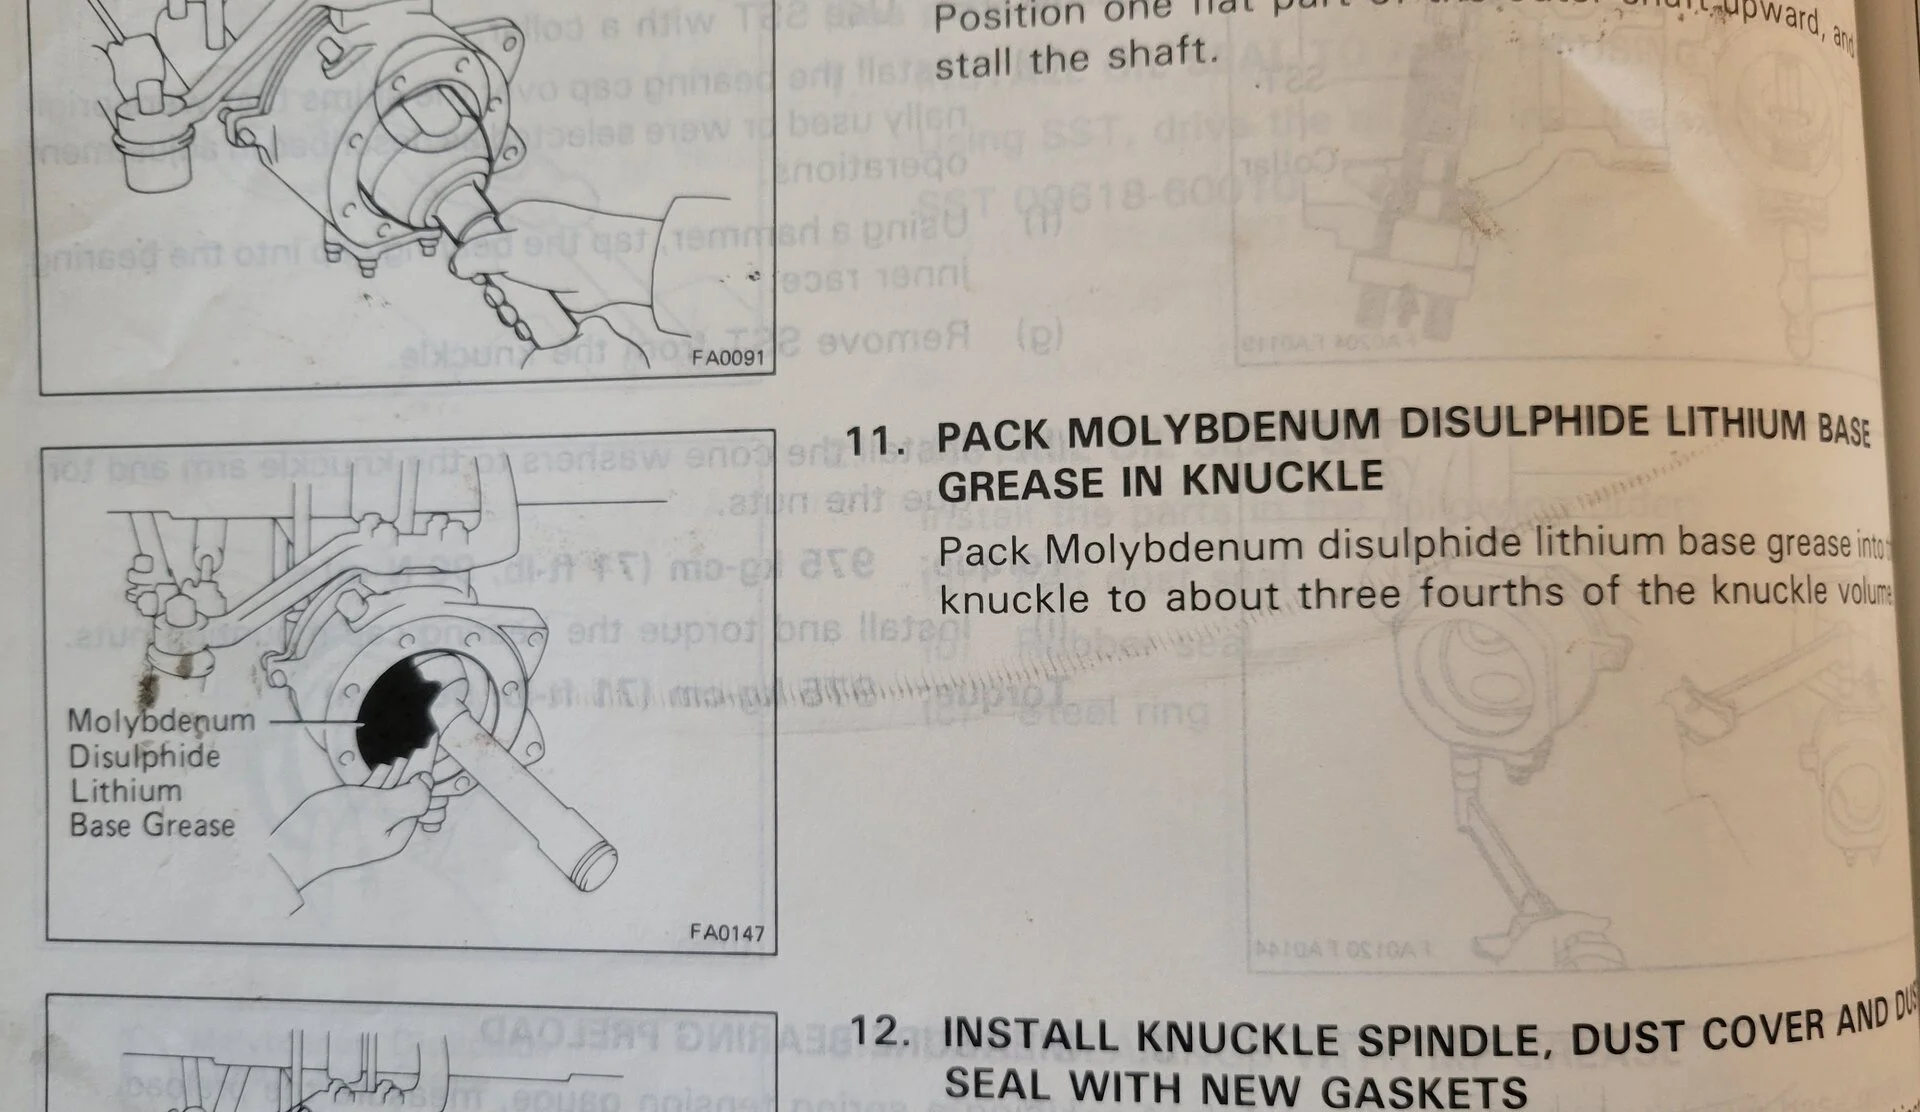 Position one flat part of the outer shaft upward, and
stall the shaft.
FA0091
11. PACK MOLYBDENUM DISULPHIDE LITHIUM BASE
GREASE IN KNUCKLE
Pack Molybdenum disulphide lithium base grease into
knuckle to about three fourths of the knuckle volume
Molybdenum
Disulphide
Lithium
Base Grease
FA0147
12. INSTALL KNUCKLE SPINDLE, DUST COVER AND DUS
SEAL WITH NEW GASKETS